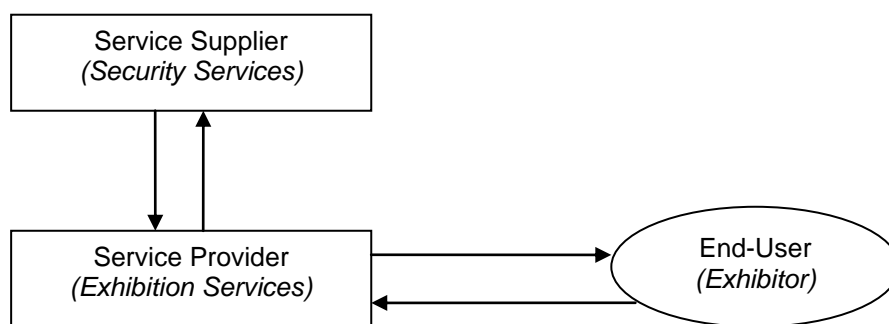 Service Supplier
(Security Services)
Service Provider
(Exhibition Services)
End-User
(Exhibitor)